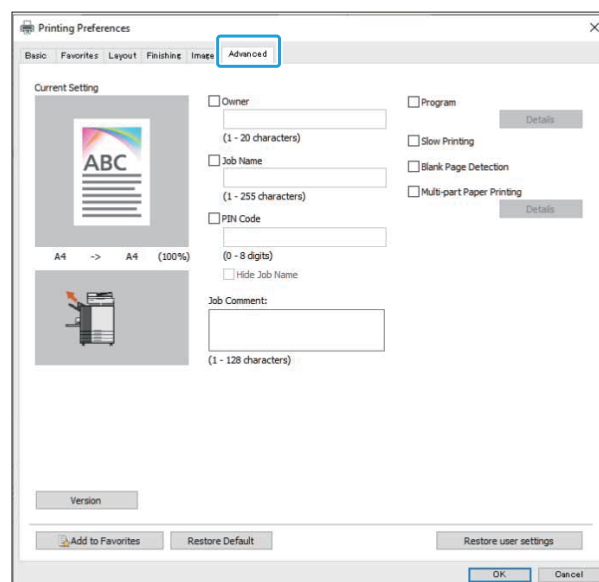 Printing Preferences
Basic Favorites Layout Finishing Image Advanced
Current Setting
ABC
A4 -> A4 (100%)
Owner
(1 - 20 characters)
Job Name
(1 - 255 characters)
PIN Code
(0 - 8 digits)
Hide Job Name
Job Comment:
(1 - 128 characters)
Program
Details
Slow Printing
Blank Page Detection
Multi-part Paper Printing
Details
Version
Add to Favorites Restore Default Restore user settings
OK Cancel